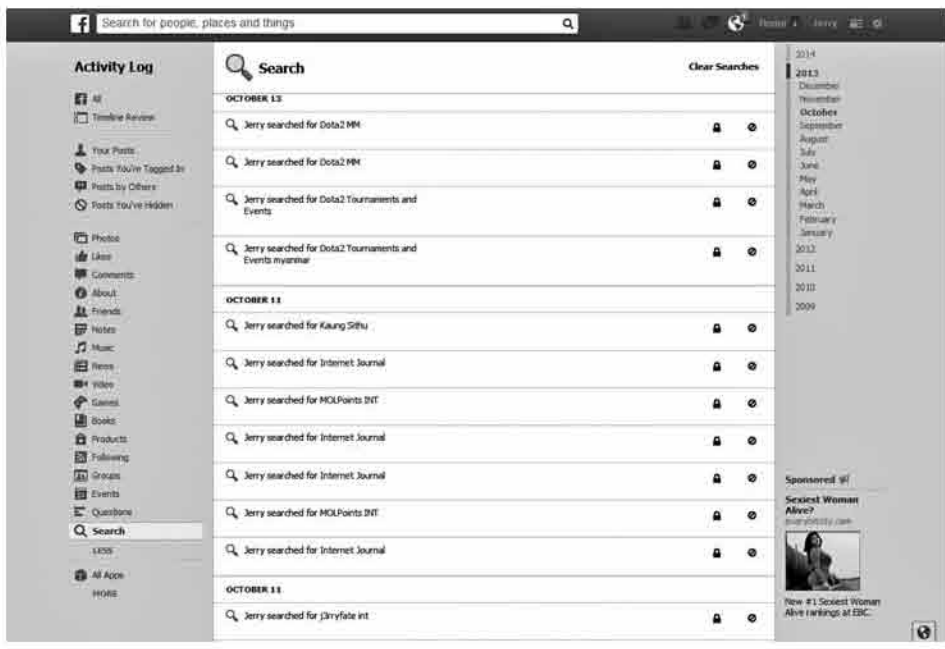 f
Search for people, places and things
Home
Jerry
Activity Log
All
Timeline Review
Your Posts
Posts You're Tagged In
Posts by Others
Posts You've Hidden
Photos
Likes
Comments
About
Friends
Notes
Music
News
Video
Games
Books
Products
Following
Groups
Events
Questions
Search
LESS
All Apps
MORE
Search
Clear Searches
OCTOBER 13
Jerry searched for Dota2 MM
Jerry searched for Dota2 MM
Jerry searched for Dota2 Tournaments and
Events
Jerry searched for Dota2 Tournaments and
Events myanmar
OCTOBER 11
Jerry searched for Kaung Sithu
Jerry searched for Internet Journal
Jerry searched for MOLPoints INT
Jerry searched for Internet Journal
Jerry searched for Internet Journal
Jerry searched for MOLPoints INT
Jerry searched for Internet Journal
OCTOBER 11
Jerry searched for int
2014
2013
December
November
October
September
August
July
June
May
April
March
February
January
2012
2011
2010
2009
Sponsored
Sexiest Woman
Alive?
New #1 Sexiest Woman
Alive rankings at EBC.